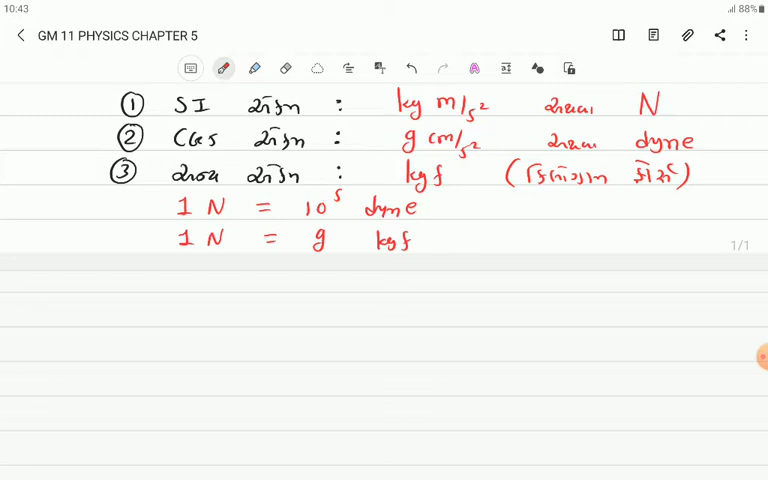 10:43
88%
GM 11 PHYSICS CHAPTER 5
① SI એકમ : kg m/s² અથવા N
② CGS એકમ : g cm/s² અથવા dyne
③ અન્ય એકમ : kgf (કિલોગ્રામ ફોર્સ)
1 N = 10⁵ dyne
1 N = g kgf
1/1